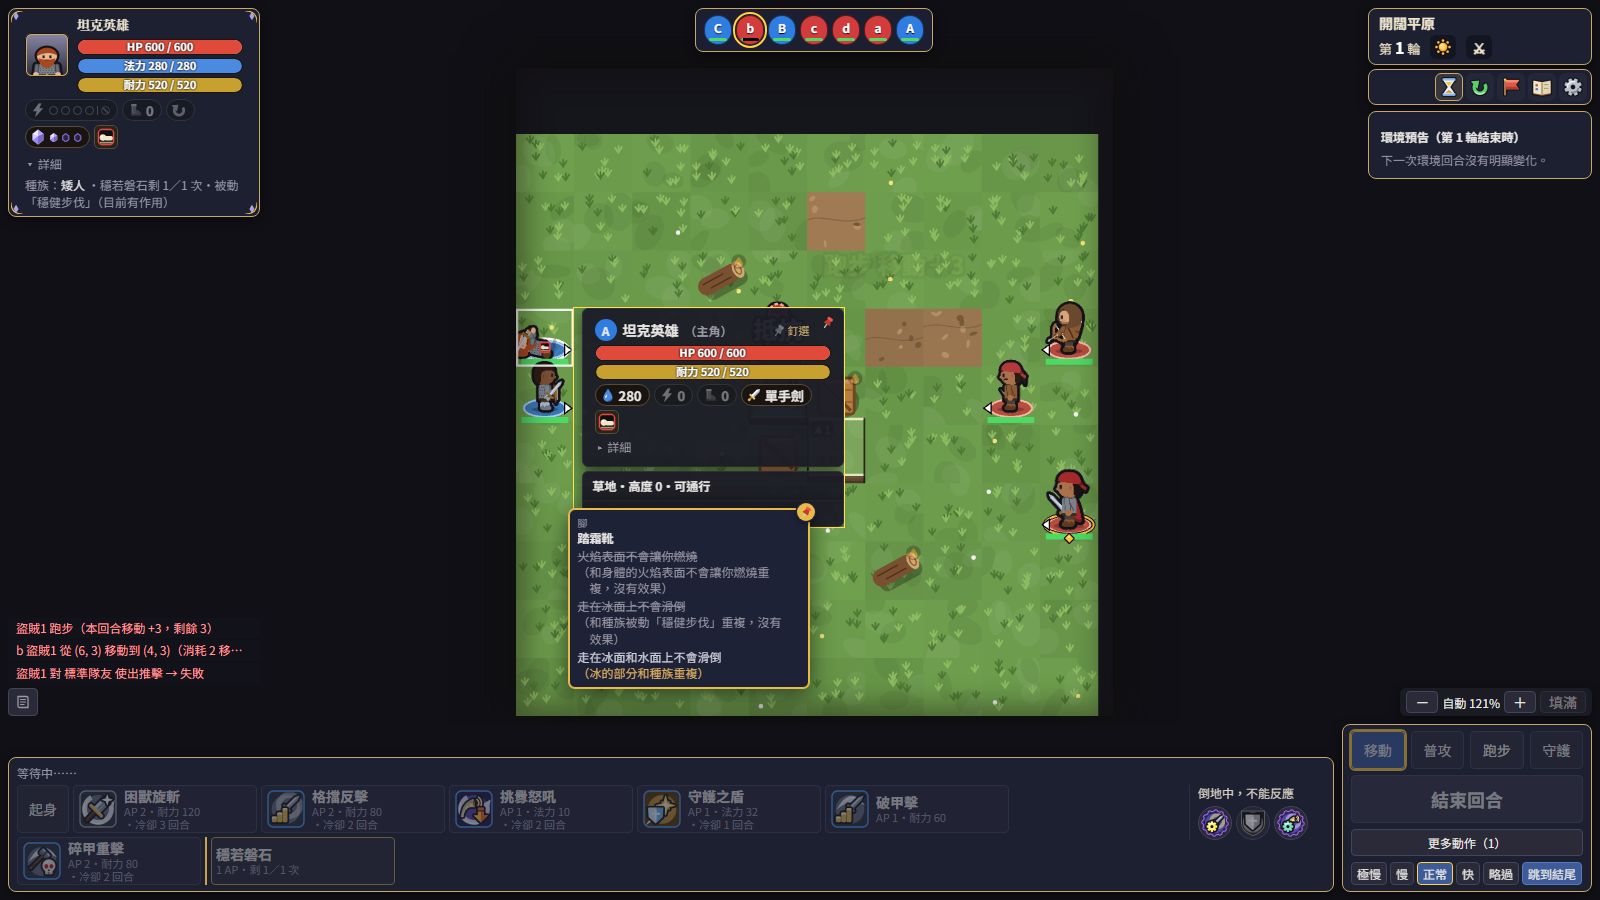 坦克英雄
HP 600 / 600
法力 280 / 280
耐力 520 / 520
0
詳細
種族：矮人 ・穩若磐石剩 1／1 次・被動
「穩健步伐」（目前有作用）
C b B c d a A
開闊平原
第 1 輪
環境預告（第 1 輪結束時）
下一次環境回合沒有明顯變化。
A 坦克英雄 （主角） 釘選
HP 600 / 600
耐力 520 / 520
280 0 0 單手劍
詳細
草地・高度 0・可通行
腳
踏霜靴
火焰表面不會讓你燃燒
（和身體的火焰表面不會讓你燃燒重
複，沒有效果）
走在冰面上不會滑倒
（和種族被動「穩健步伐」重複，沒有
效果）
走在冰面和水面上不會滑倒
（冰的部分和種族重複）
盜賊1 跑步（本回合移動 +3，剩餘 3）
b 盜賊1 從 (6, 3) 移動到 (4, 3)（消耗 2 移…
盜賊1 對 標準隊友 使出推擊 → 失敗
自動 121%
填滿
等待中……
起身
困獸旋斬
AP 2・耐力 120
・冷卻 3 回合
格擋反擊
AP 2・耐力 80
・冷卻 2 回合
挑釁怒吼
AP 1・法力 10
・冷卻 2 回合
守護之盾
AP 1・法力 32
・冷卻 1 回合
破甲擊
AP 1・耐力 60
碎甲重擊
AP 2・耐力 80
・冷卻 2 回合
穩若磐石
1 AP・剩 1／1 次
倒地中，不能反應
移動 普攻 跑步 守護
結束回合
更多動作（1）
極慢 慢 正常 快 略過 跳到結尾